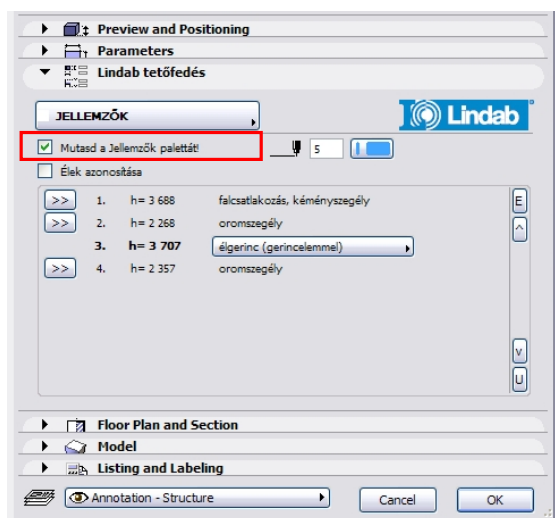 Preview and Positioning
Parameters
Lindab tetőfedés
JELLEMZŐK
Lindab
Mutasd a Jellemzők palettát!
5
Élek azonosítása
>> 1. h= 3 688 falcsatlakozás, kéményszegély E
>> 2. h= 2 268 oromszegély ^
3. h= 3 707 élgerinc (gerincelemmel)
>> 4. h= 2 357 oromszegély
v
U
Floor Plan and Section
Model
Listing and Labeling
Annotation - Structure Cancel OK